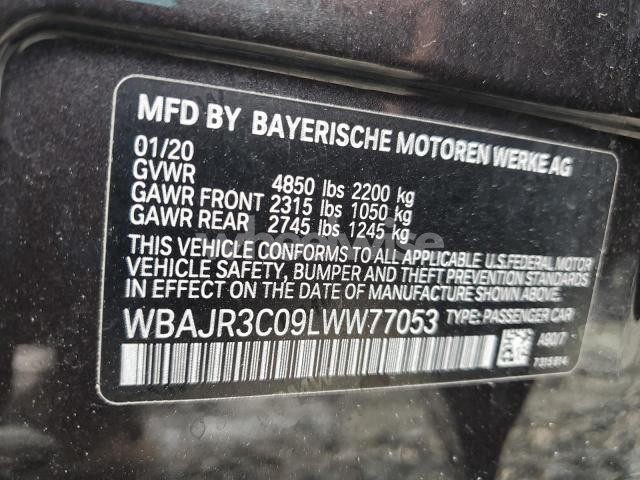 MFD BY BAYERISCHE MOTOREN WERKE AG
01/20
GVWR 4850 lbs 2200 kg
GAWR FRONT 2315 lbs 1050 kg
GAWR REAR 2745 lbs 1245 kg
THIS VEHICLE CONFORMS TO ALL APPLICABLE U.S.FEDERAL MOTOR
VEHICLE SAFETY, BUMPER AND THEFT PREVENTION STANDARDS
IN EFFECT ON THE DATE OF MANUFACTURE SHOWN ABOVE.
WBAJR3C09LWW77053 TYPE: PASSENGER CAR
A90/7